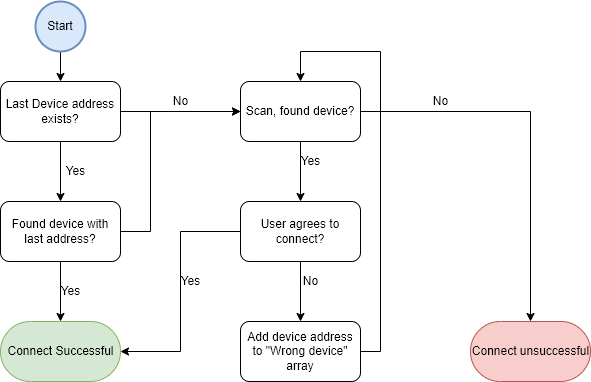 Start
Last Device address
exists?
No
Scan, found device?
No
Yes
Yes
Found device with
last address?
User agrees to
connect?
Yes
Yes
No
Connect Successful
Add device address
to "Wrong device"
array
Connect unsuccessful